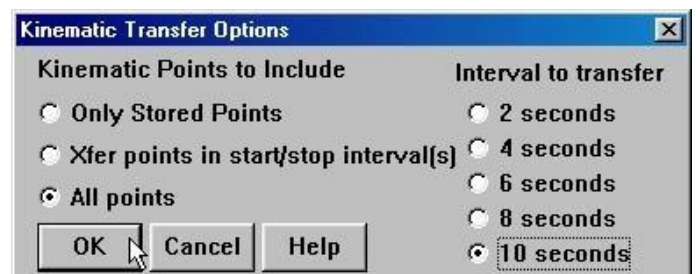 Kinematic Transfer Options
Kinematic Points to Include
Only Stored Points
Xfer points in start/stop interval(s)
All points
OK
Cancel
Help
Interval to transfer
2 seconds
4 seconds
6 seconds
8 seconds
10 seconds